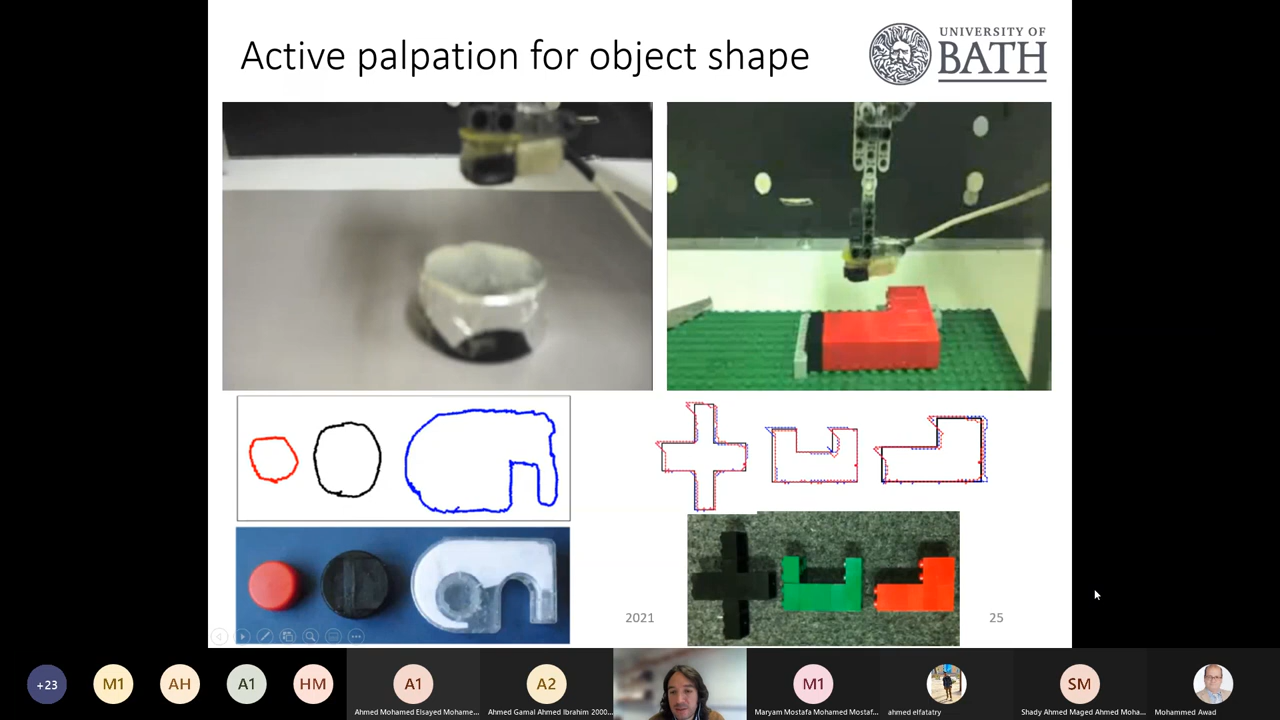 Active palpation for object shape
UNIVERSITY OF
BATH
2021
25
+23
M1
AH
A1
HM
A1
Ahmed Mohamed Elsayed Mohame...
A2
Ahmed Gamal Ahmed Ibrahim 2000...
M1
Maryam Mostafa Mohamed Mostaf...
ahmed elfatatry
SM
Shady Ahmed Maged Ahmed Moha...
Mohammed Awad